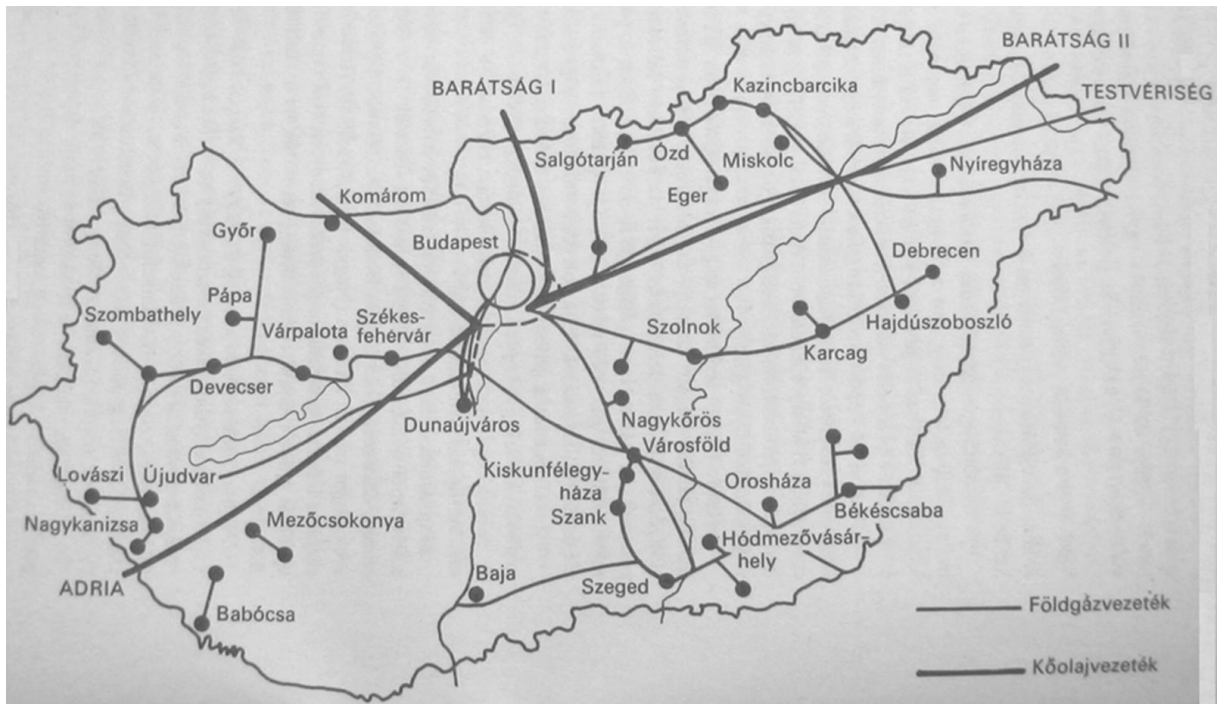 BARÁTSÁG II
BARÁTSÁG I
TESTVÉRISÉG
Kazincbarcika
Salgótarján
Ózd
Miskolc
Nyíregyháza
Eger
Komárom
Győr
Budapest
Debrecen
Pápa
Szombathely
Várpalota
Székes-
fehérvár
Szolnok
Hajdúszoboszló
Karcag
Devecser
Dunaújváros
Nagykőrös
Városföld
Lovászi
Újudvar
Kiskunfélegy-
háza
Szank
Orosháza
Békéscsaba
Nagykanizsa
Mezőcsokonya
Hódmezővásár-
hely
ADRIA
Baja
Szeged
Babócsa
Földgázvezeték
Kőolajvezeték